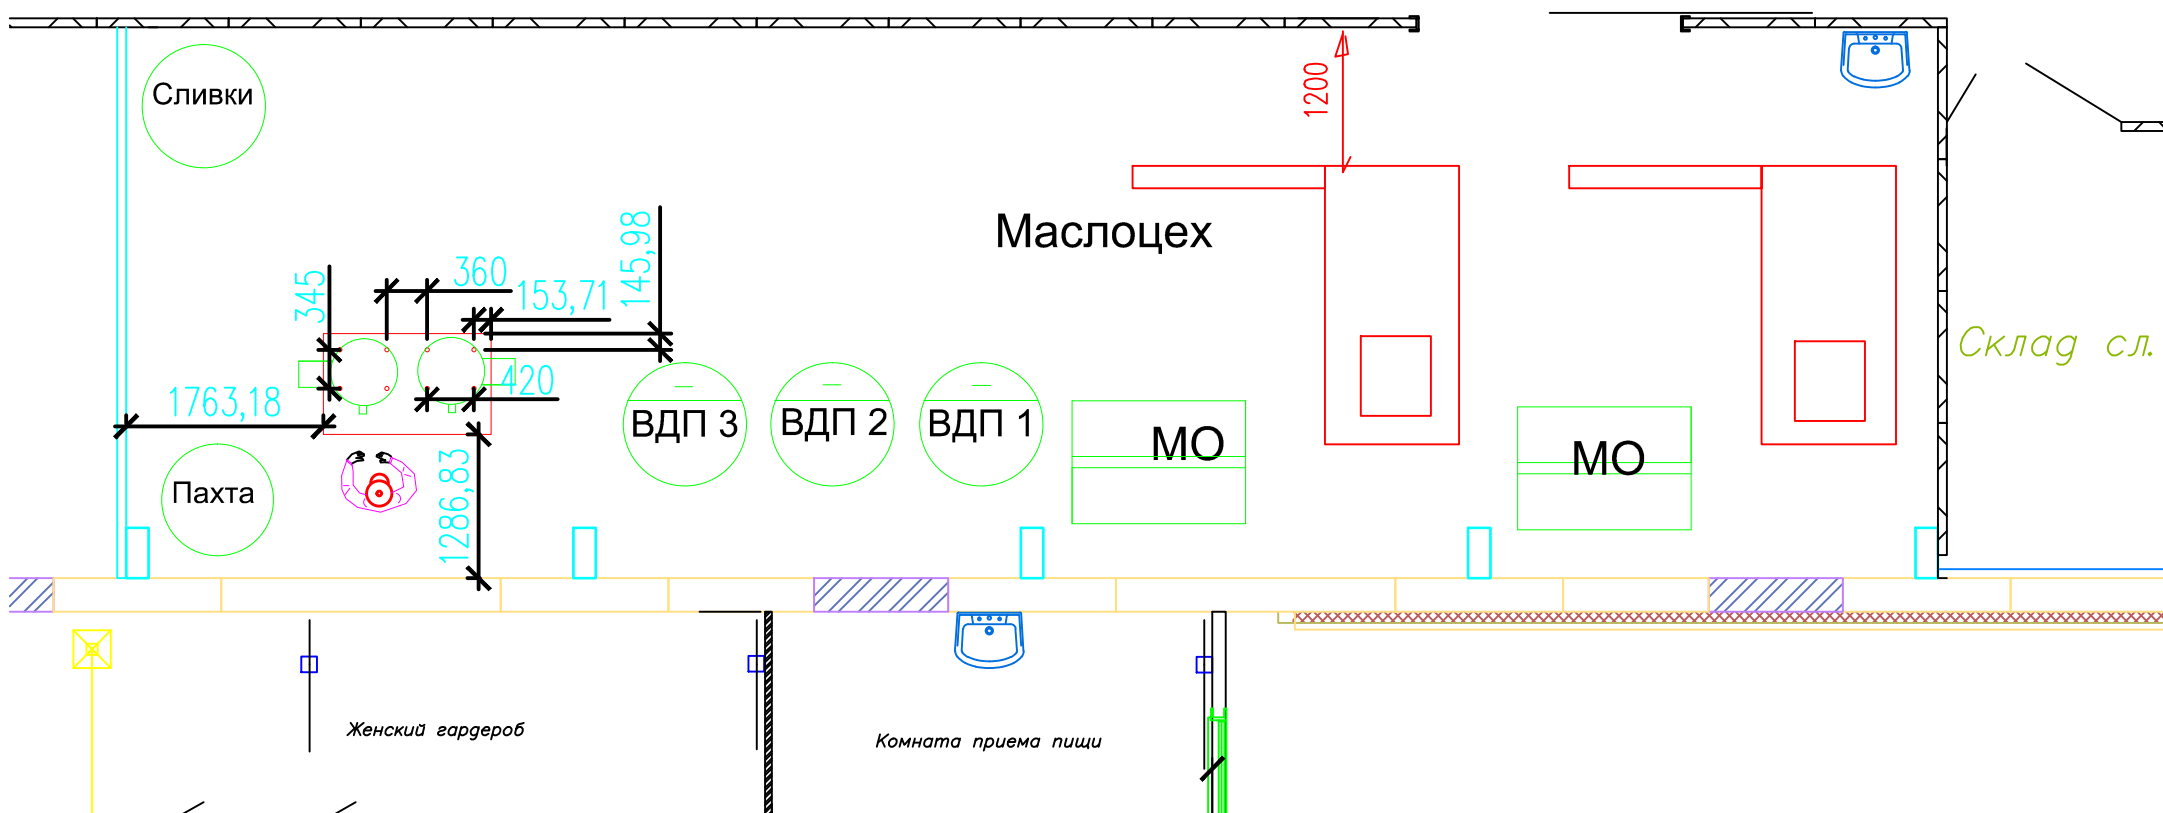 Сливки
1200
Маслоцех
145,98
360
153,71
345
Склад сл.
420
1763,18
ВДП 3
ВДП 2
ВДП 1
МО
МО
Пахта
1286,83
Женский гардероб
Комната приема пищи